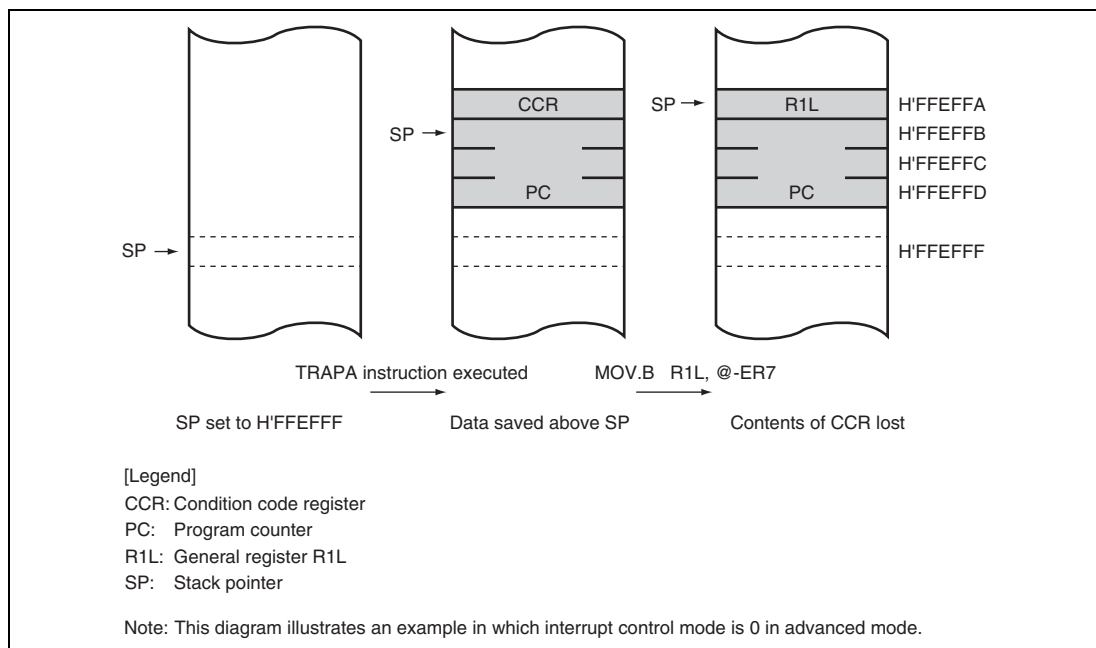 CCR
SP
R1L
H'FFEFFA
SP
H'FFEFFB
H'FFEFFC
PC
PC
H'FFEFFD
SP
H'FFEFFF
TRAPA instruction executed
MOV.B R1L, @-ER7
SP set to H'FFEFFF
Data saved above SP
Contents of CCR lost
[Legend]
CCR: Condition code register
PC: Program counter
R1L: General register R1L
SP: Stack pointer
Note: This diagram illustrates an example in which interrupt control mode is 0 in advanced mode.